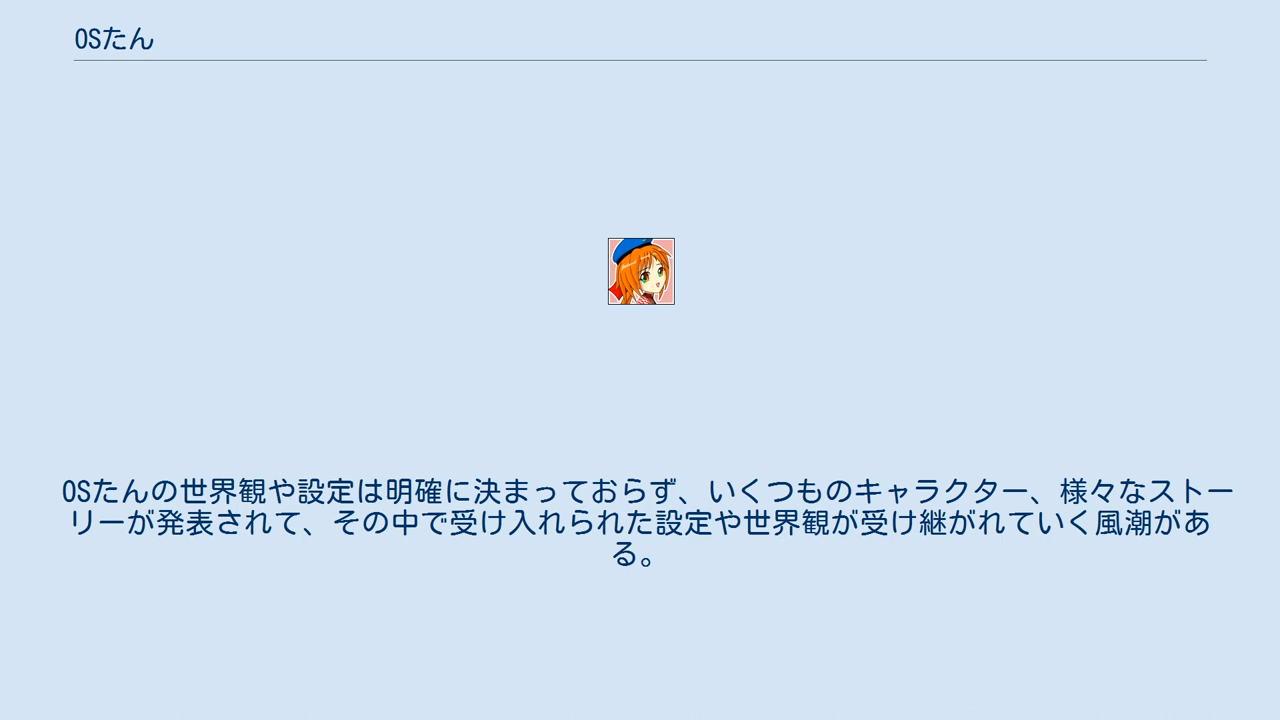 OSたん
OSたんの世界観や設定は明確に決まっておらず、いくつものキャラクター、様々なストー
リーが発表されて、その中で受け入れられた設定や世界観が受け継がれていく風潮があ
る。